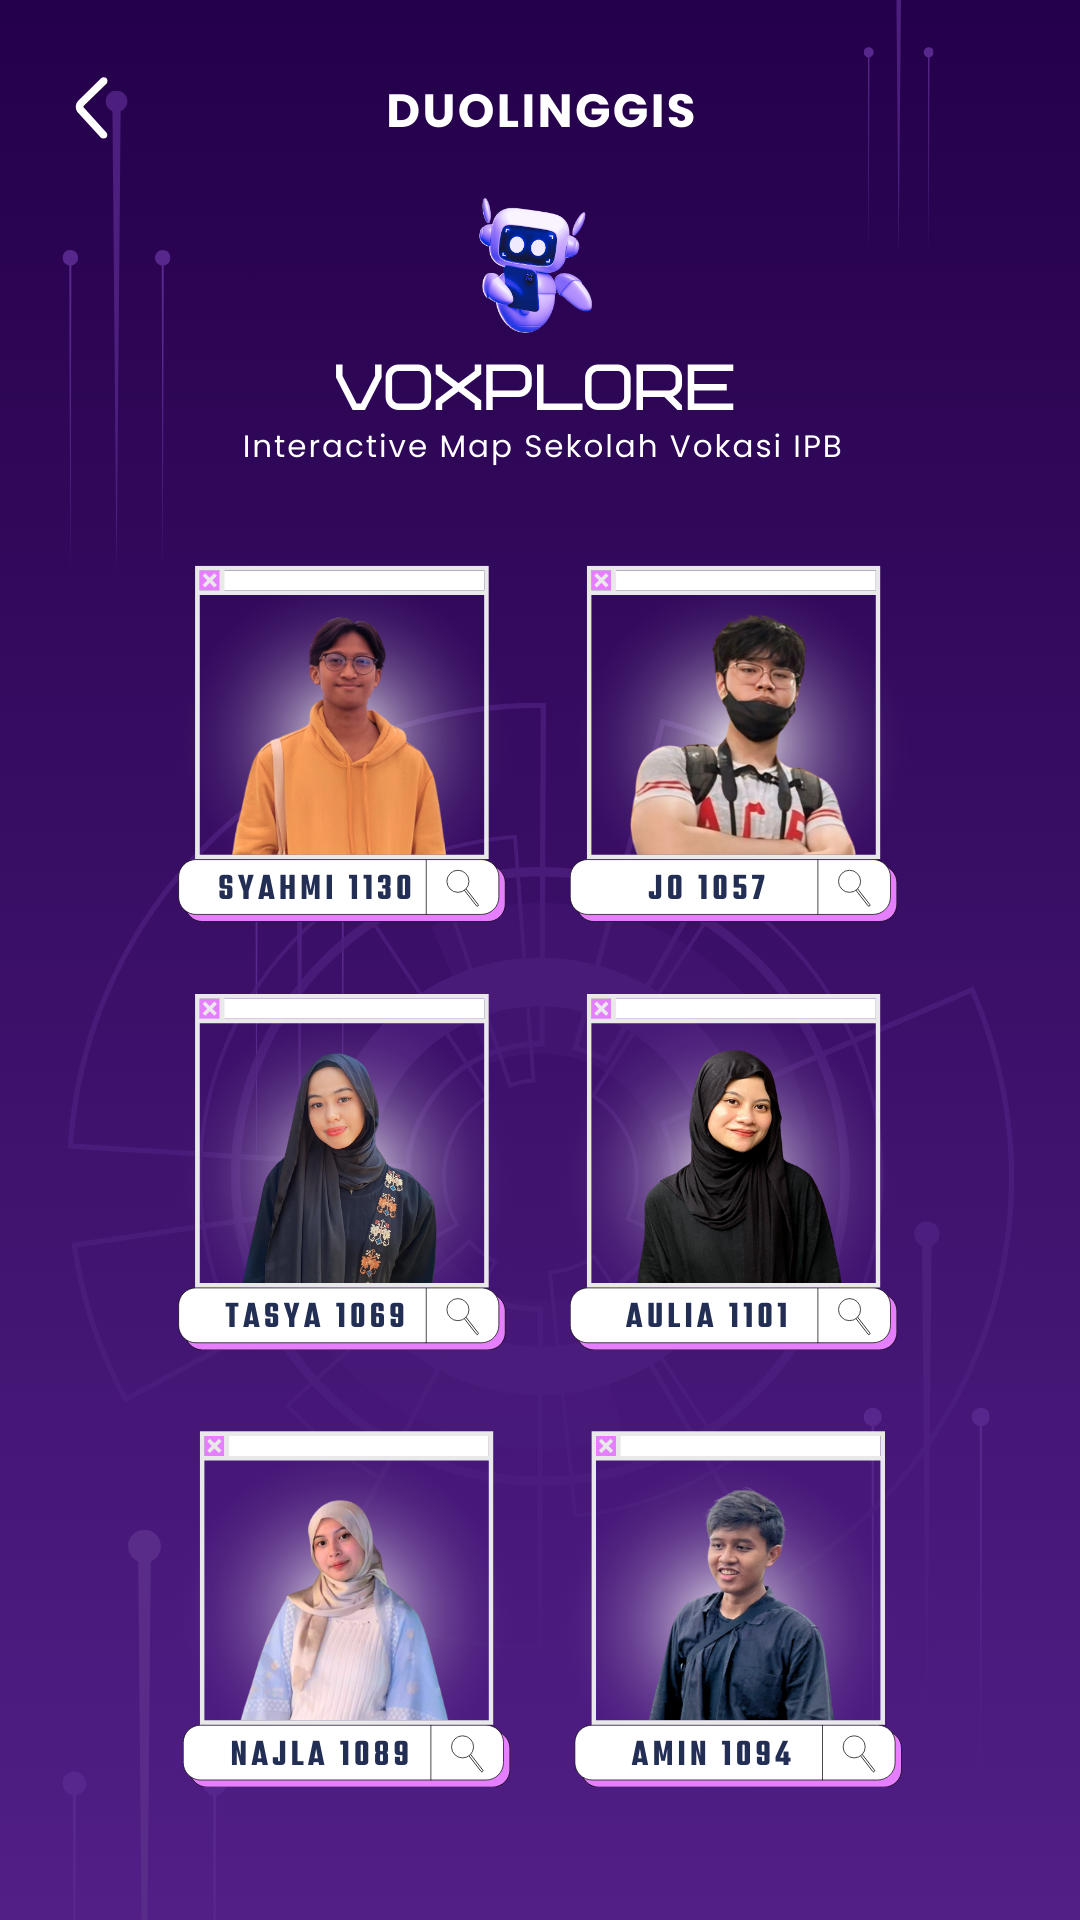 DUOLINGGIS
VOXPLORE
Interactive Map Sekolah Vokasi IPB
SYAHMI 1130
JO 1057
TASYA 1069
AULIA 1101
NAJLA 1089
AMIN 1094